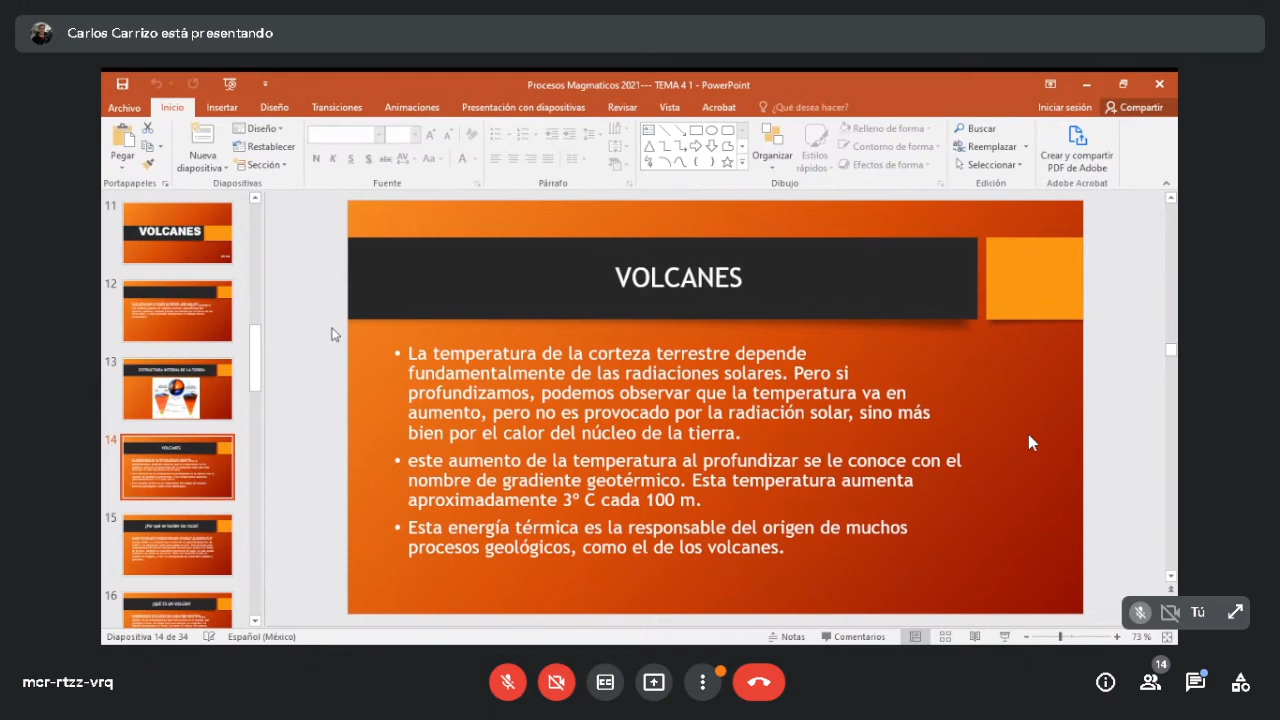 Carlos Carrizo está presentando
Procesos Magmaticos 2021--- TEMA 4 1 - PowerPoint
Archivo Inicio Insertar Diseño Transiciones Animaciones Presentación con diapositivas Revisar Vista Acrobat ¿Qué desea hacer? Iniciar sesión Compartir
Pegar
Nueva diapositiva
Diseño
Restablecer
Sección
N K S S abc AV Aa A
Organizar
Estilos rápidos
Relleno de forma
Contorno de forma
Efectos de forma
Buscar
Reemplazar
Seleccionar
Crear y compartir
PDF de Adobe
Portapapeles Diapositivas Fuente Párrafo Dibujo Edición Adobe Acrobat
11
VOLCANES
12
13
ESTRUCTURA INTERNA DE LA TIERRA
14
VOLCANES
15
¿Por qué se funden las rocas?
16
¿QUÉ ES UN VOLCÁN?
VOLCANES
• La temperatura de la corteza terrestre depende
fundamentalmente de las radiaciones solares. Pero si
profundizamos, podemos observar que la temperatura va en
aumento, pero no es provocado por la radiación solar, sino más
bien por el calor del núcleo de la tierra.
• este aumento de la temperatura al profundizar se le conoce con el
nombre de gradiente geotérmico. Esta temperatura aumenta
aproximadamente 3º C cada 100 m.
• Esta energía térmica es la responsable del origen de muchos
procesos geológicos, como el de los volcanes.
Tú
Diapositiva 14 de 34 Español (México) Notas Comentarios 73 %
mcr-rtzz-vrq
14